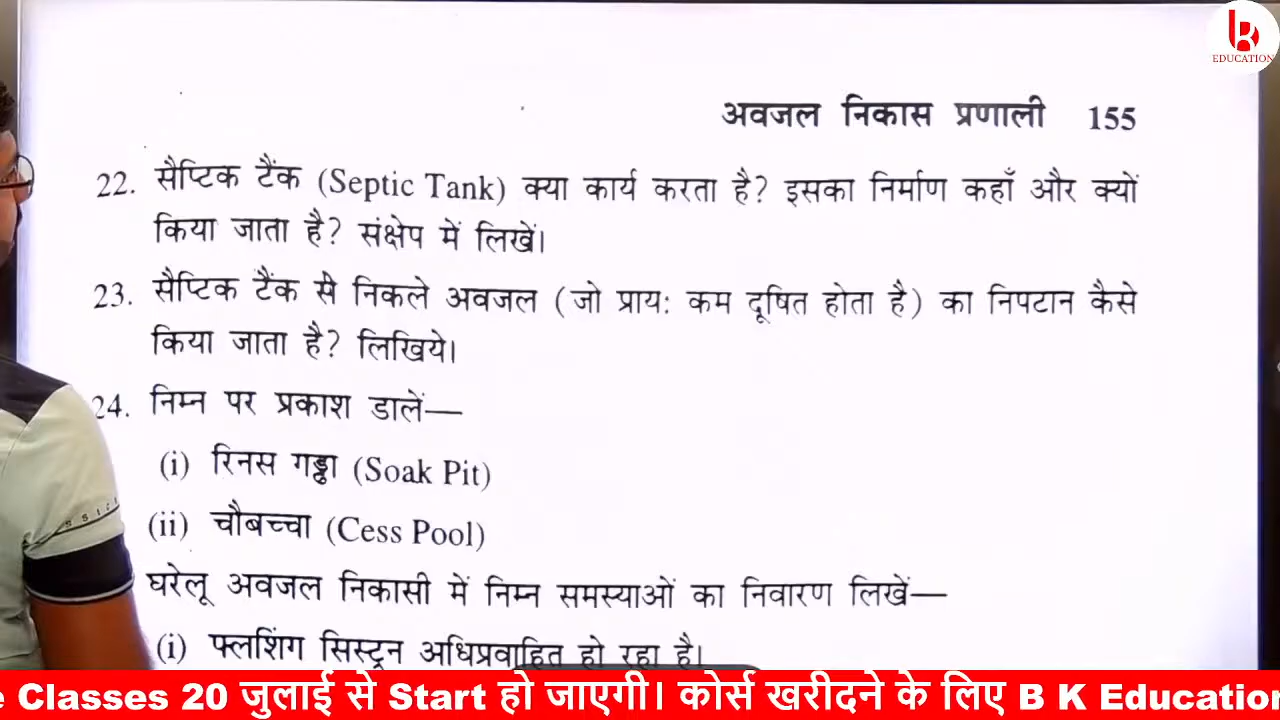 EDUCATION
अवजल निकास प्रणाली 155
22. सैप्टिक टैंक (Septic Tank) क्या कार्य करता है? इसका निर्माण कहाँ और क्यों
किया जाता है? संक्षेप में लिखें।
23. सैप्टिक टैंक से निकले अवजल (जो प्राय: कम दूषित होता है) का निपटान कैसे
किया जाता है? लिखिये।
24. निम्न पर प्रकाश डालें—
(i) रिनस गड्ढा (Soak Pit)
(ii) चौबच्चा (Cess Pool)
घरेलू अवजल निकासी में निम्न समस्याओं का निवारण लिखें—
(i) फ्लशिंग सिस्ट्रन अधिप्रवाहित हो रहा है।
Classes 20 जुलाई से Start हो जाएगी। कोर्स खरीदने के लिए B K Education